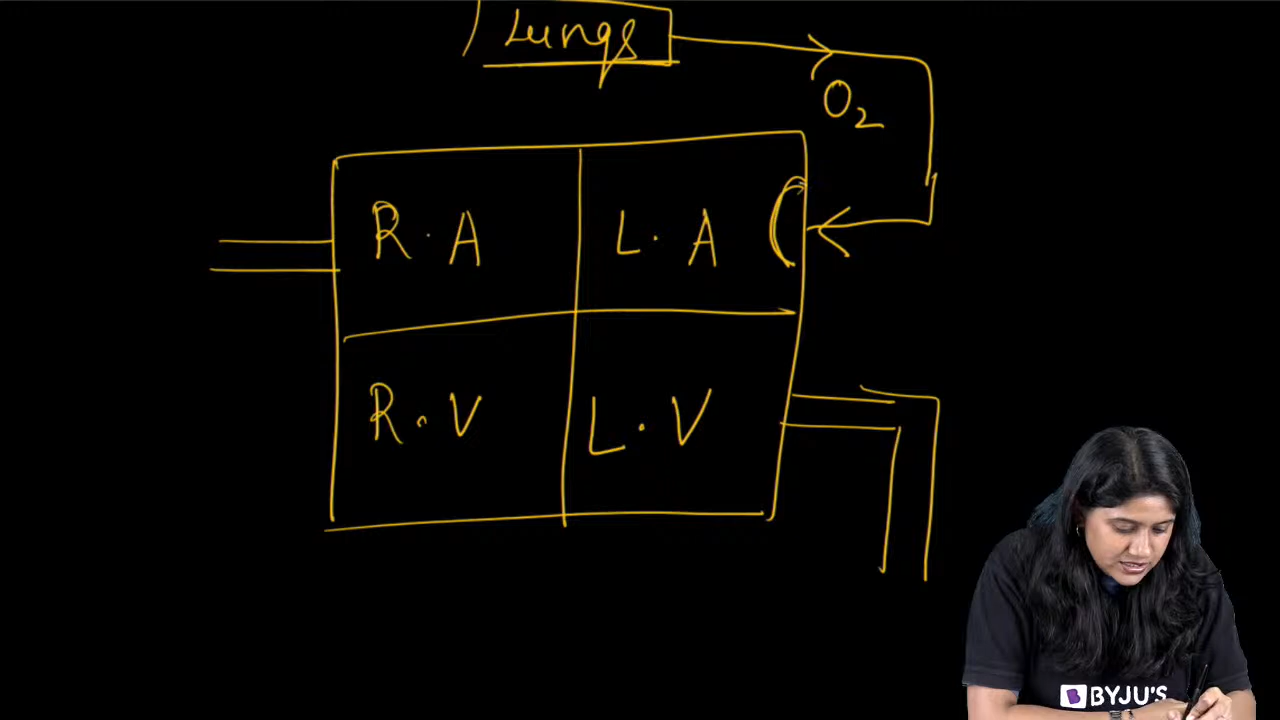 Lungs
O₂
R. A
L. A
R. V
L. V
BYJU'S